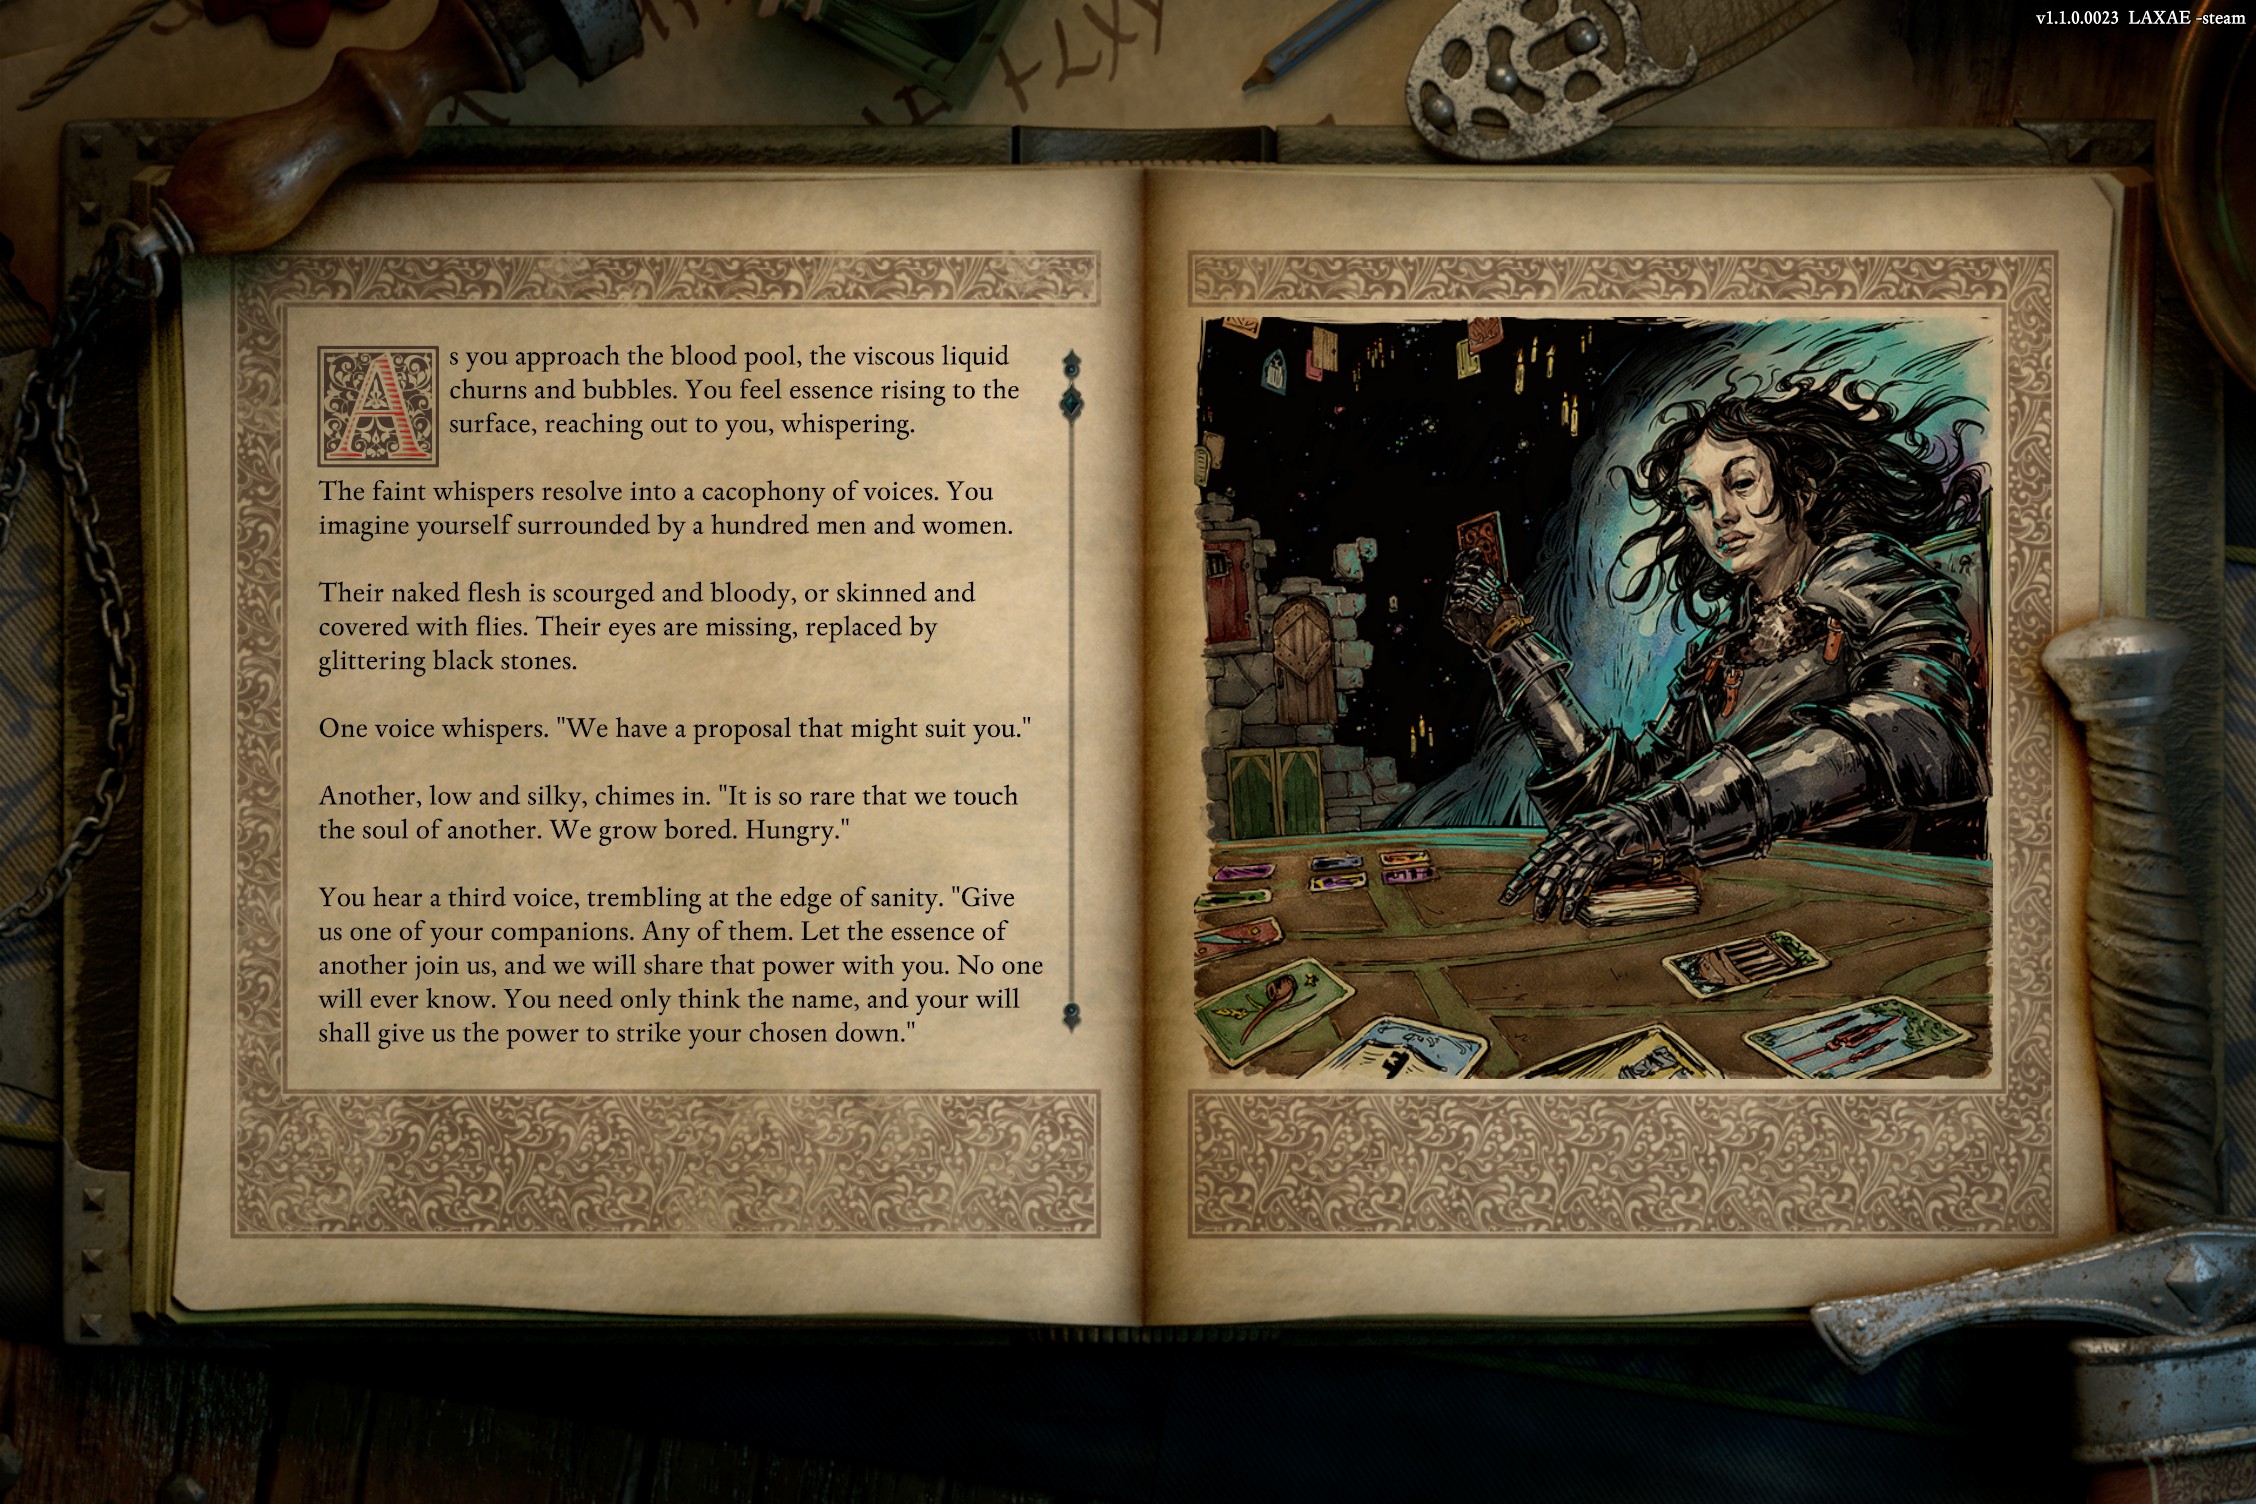 v1.1.0.0023 LAXAE -steam
As you approach the blood pool, the viscous liquid
churns and bubbles. You feel essence rising to the
surface, reaching out to you, whispering.
The faint whispers resolve into a cacophony of voices. You
imagine yourself surrounded by a hundred men and women.
Their naked flesh is scourged and bloody, or skinned and
covered with flies. Their eyes are missing, replaced by
glittering black stones.
One voice whispers. "We have a proposal that might suit you."
Another, low and silky, chimes in. "It is so rare that we touch
the soul of another. We grow bored. Hungry."
You hear a third voice, trembling at the edge of sanity. "Give
us one of your companions. Any of them. Let the essence of
another join us, and we will share that power with you. No one
will ever know. You need only think the name, and your will
shall give us the power to strike your chosen down."